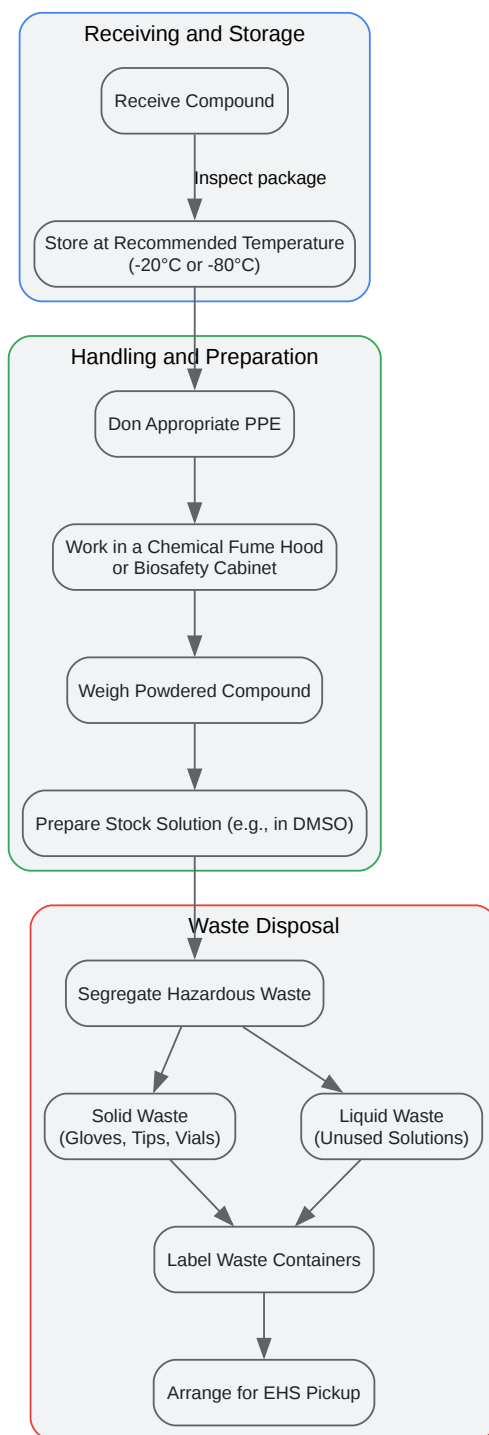 Receiving and Storage
Receive Compound
Inspect package
Store at Recommended Temperature
(-20°C or -80°C)
Handling and Preparation
Don Appropriate PPE
Work in a Chemical Fume Hood
or Biosafety Cabinet
Weigh Powdered Compound
Prepare Stock Solution (e.g., in DMSO)
Waste Disposal
Segregate Hazardous Waste
Solid Waste
(Gloves, Tips, Vials)
Liquid Waste
(Unused Solutions)
Label Waste Containers
Arrange for EHS Pickup